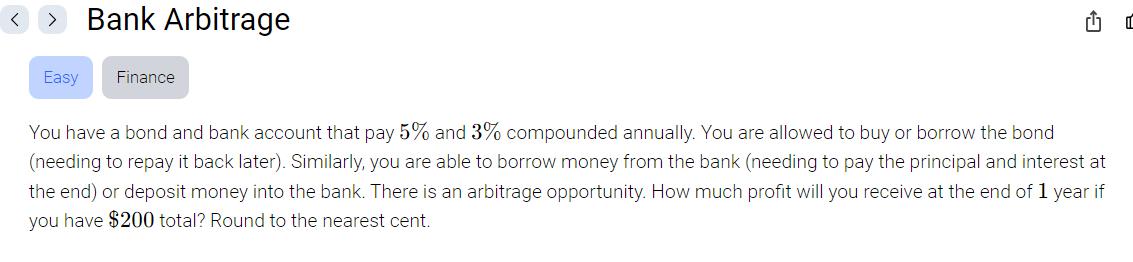 Bank Arbitrage
Easy Finance
You have a bond and bank account that pay 5% and 3% compounded annually. You are allowed to buy or borrow the bond
(needing to repay it back later). Similarly, you are able to borrow money from the bank (needing to pay the principal and interest at
the end) or deposit money into the bank. There is an arbitrage opportunity. How much profit will you receive at the end of 1 year if
you have $200 total? Round to the nearest cent.